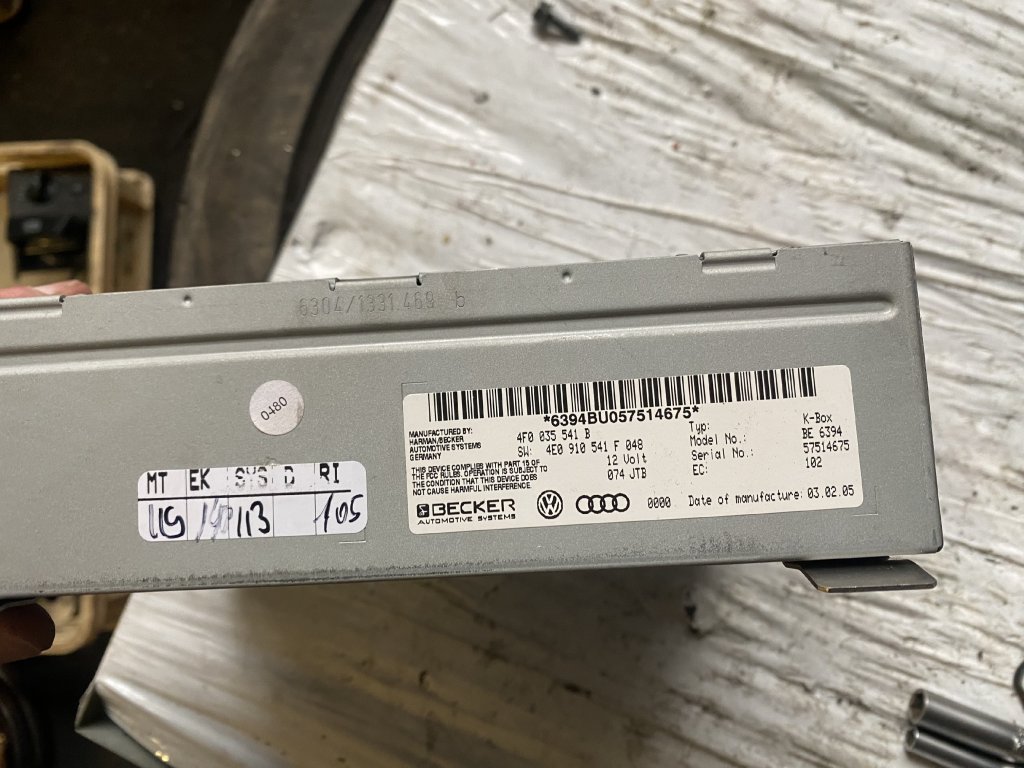 6304/1331.469 b
0480
MT EK SYS D RI
113 105
*6394BU057514675*
MANUFACTURED BY:
HARMAN/BECKER
AUTOMOTIVE SYSTEMS
GERMANY
THIS DEVICE COMPLIES WITH PART 15 OF
THE FCC RULES. OPERATION IS SUBJECT TO
THE CONDITION THAT THIS DEVICE DOES
NOT CAUSE HARMFUL INTERFERENCE.
4F0 035 541 B
SW: 4E0 910 541 F 048
12 Volt
074 JTB
Typ: K-Box
Model No.: BE 6394
Serial No.: 57514675
EC: 102
BECKER
AUTOMOTIVE SYSTEMS
VW
0000 Date of manufacture: 03.02.05